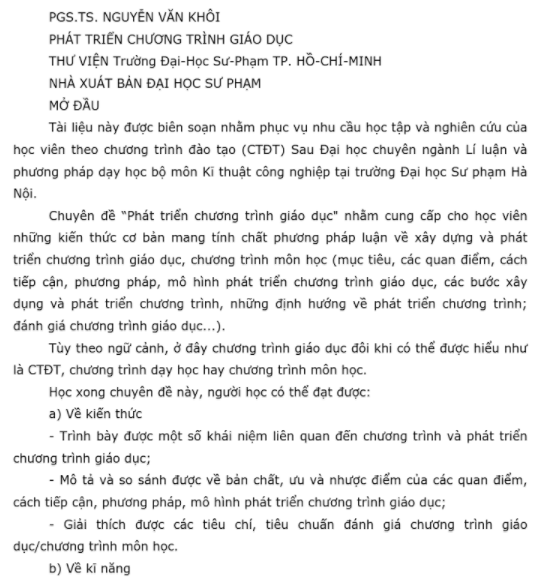 PGS.TS. NGUYỄN VĂN KHÔI
PHÁT TRIỂN CHƯƠNG TRÌNH GIÁO DỤC
THƯ VIỆN Trường Đại-Học Sư-Phạm TP. HỒ-CHÍ-MINH
NHÀ XUẤT BẢN ĐẠI HỌC SƯ PHẠM
MỞ ĐẦU
Tài liệu này được biên soạn nhằm phục vụ nhu cầu học tập và nghiên cứu của
học viên theo chương trình đào tạo (CTĐT) Sau Đại học chuyên ngành Lí luận và
phương pháp dạy học bộ môn Kĩ thuật công nghiệp tại trường Đại học Sư phạm Hà
Nội.
Chuyên đề "Phát triển chương trình giáo dục" nhằm cung cấp cho học viên
những kiến thức cơ bản mang tính chất phương pháp luận về xây dựng và phát
triển chương trình giáo dục, chương trình môn học (mục tiêu, các quan điểm, cách
tiếp cận, phương pháp, mô hình phát triển chương trình giáo dục, các bước xây
dụng và phát triển chương trình, những định hướng về phát triển chương trình;
đánh giá chương trình giáo dục...).
Tùy theo ngữ cảnh, ở đây chương trình giáo dục đôi khi có thể được hiểu như
là CTĐT, chương trình dạy học hay chương trình môn học.
Học xong chuyên đề này, người học có thể đạt được:
a) Về kiến thức
- Trình bày được một số khái niệm liên quan đến chương trình và phát triển
chương trình giáo dục;
- Mô tả và so sánh được về bản chất, ưu và nhược điểm của các quan điểm,
cách tiếp cận, phương pháp, mô hình phát triển chương trình giáo dục;
- Giải thích được các tiêu chí, tiêu chuẩn đánh giá chương trình giáo
dục/chương trình môn học.
b) Về kĩ năng